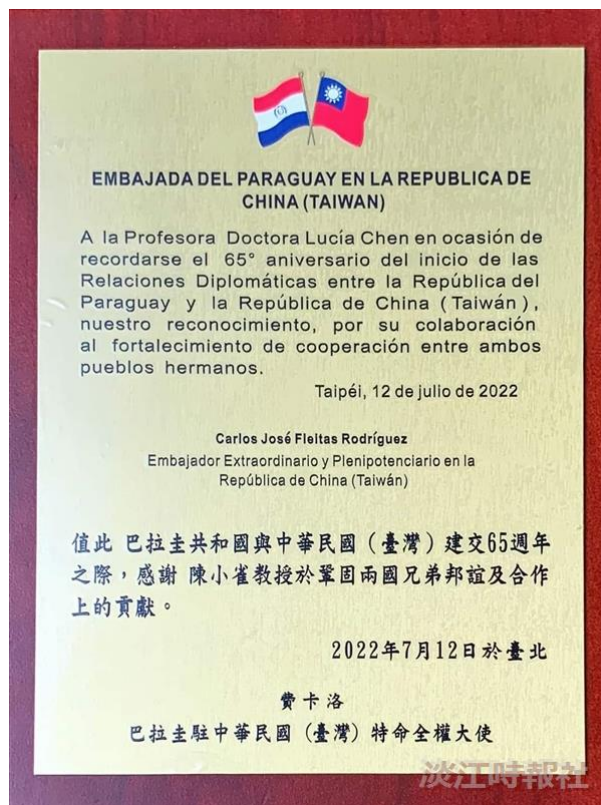 EMBAJADA DEL PARAGUAY EN LA REPUBLICA DE
CHINA (TAIWAN)
A la Profesora Doctora Lucía Chen en ocasión de
recordarse el 65° aniversario del inicio de las
Relaciones Diplomáticas entre la República del
Paraguay y la República de China (Taiwán),
nuestro reconocimiento, por su colaboración
al fortalecimiento de cooperación entre ambos
pueblos hermanos.
Taipéi, 12 de julio de 2022
Carlos José Fleitas Rodríguez
Embajador Extraordinario y Plenipotenciario en la
República de China (Taiwán)
值此 巴拉圭共和國與中華民國（臺灣）建交65週年
之際，感謝 陳小雀教授於鞏固兩國兄弟邦誼及合作
上的貢獻。
2022年7月12日於臺北
費卡洛
巴拉圭駐中華民國（臺灣）特命全權大使
淡江時報社